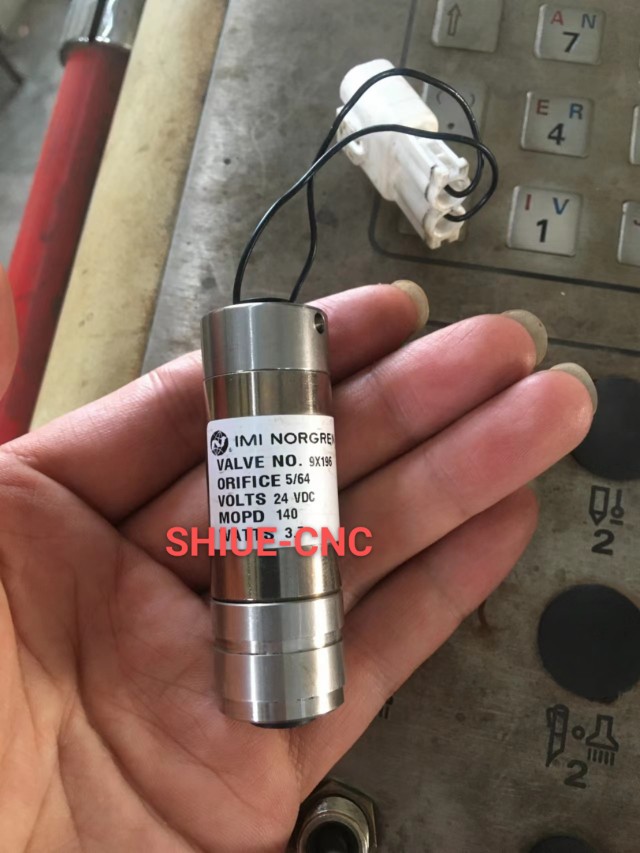 A N
7
E R
4
I V
1
IMI NORGREN
VALVE NO. 9X196
ORIFICE 5/64
VOLTS 24 VDC
MOPD 140
WATTS
SHIUE-CNC
2
2